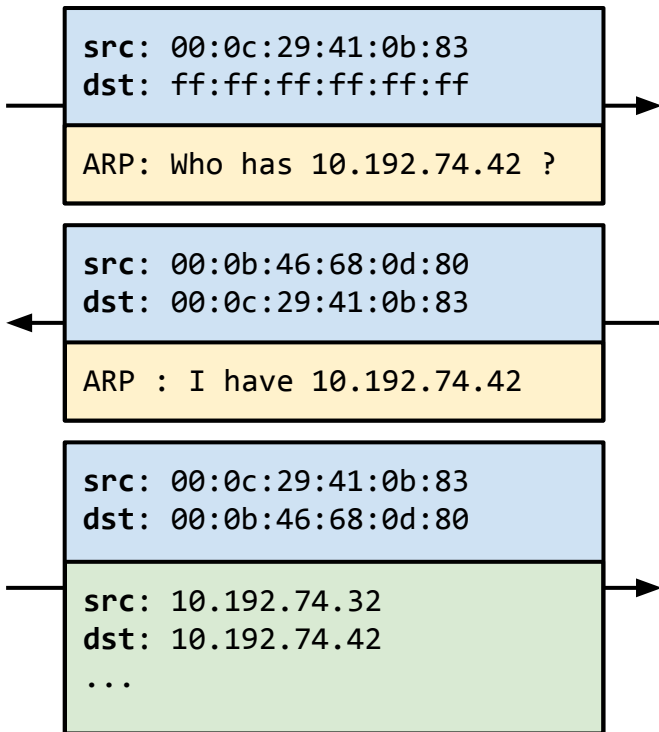 src: 00:0c:29:41:0b:83
dst: ff:ff:ff:ff:ff:ff
ARP: Who has 10.192.74.42 ?
src: 00:0b:46:68:0d:80
dst: 00:0c:29:41:0b:83
ARP : I have 10.192.74.42
src: 00:0c:29:41:0b:83
dst: 00:0b:46:68:0d:80
src: 10.192.74.32
dst: 10.192.74.42
...